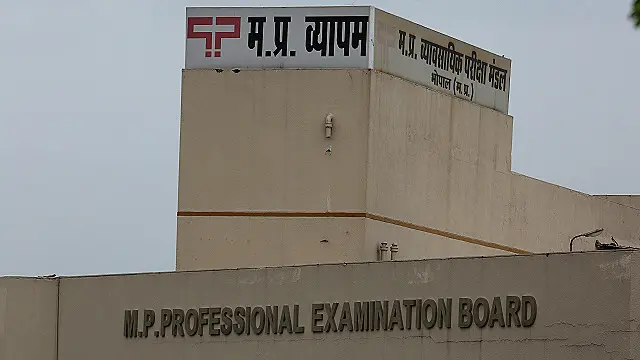 म.प्र. व्यापम
म.प्र. व्यावसायिक परीक्षा मंडल
भोपाल (म.प्र.)
M.P.PROFESSIONAL EXAMINATION BOARD